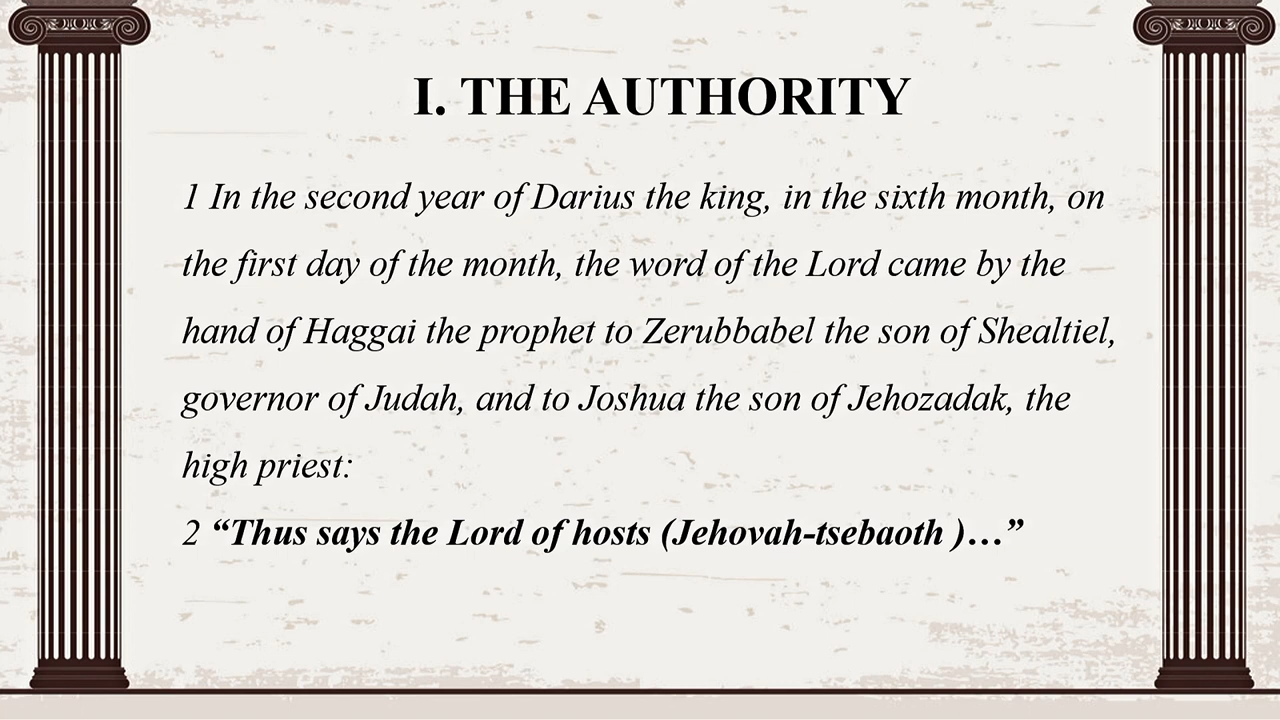 I. THE AUTHORITY
1 In the second year of Darius the king, in the sixth month, on
the first day of the month, the word of the Lord came by the
hand of Haggai the prophet to Zerubbabel the son of Shealtiel,
governor of Judah, and to Joshua the son of Jehozadak, the
high priest:
2 “Thus says the Lord of hosts (Jehovah-tsebaoth )…”